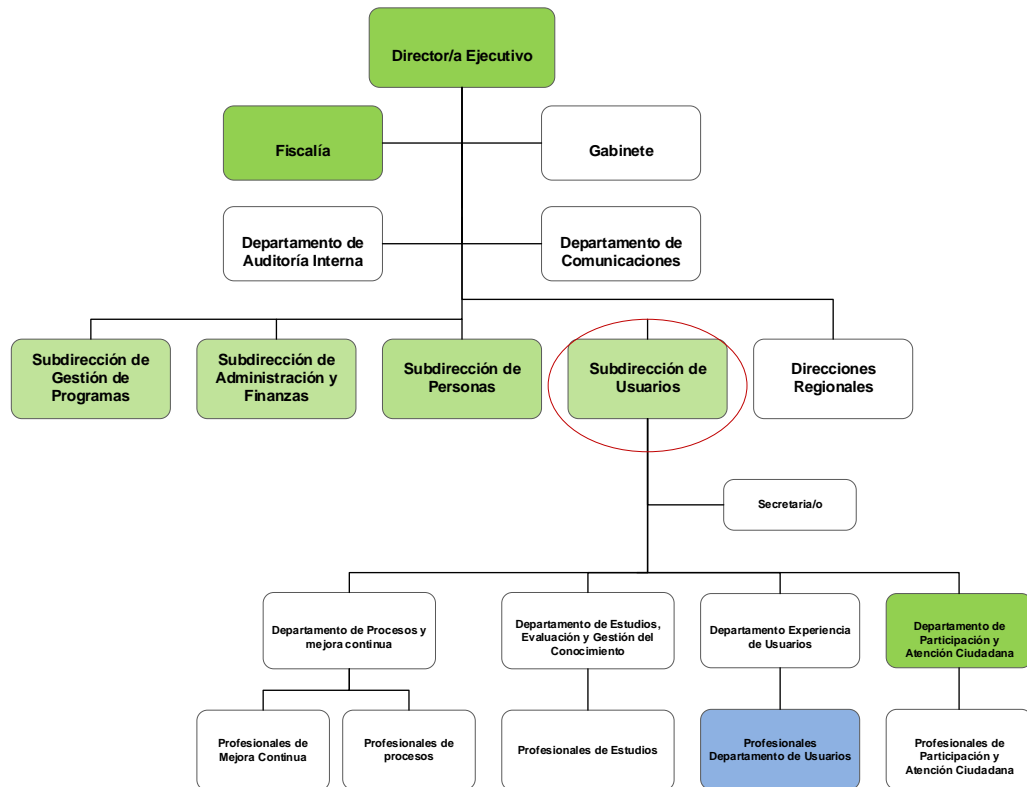 Director/a Ejecutivo
Fiscalía
Gabinete
Departamento de
Auditoría Interna
Departamento de
Comunicaciones
Subdirección de
Gestión de
Programas
Subdirección de
Administración y
Finanzas
Subdirección de
Personas
Subdirección de
Usuarios
Direcciones
Regionales
Secretaria/o
Departamento de Procesos y
mejora continua
Departamento de Estudios,
Evaluación y Gestión del
Conocimiento
Departamento Experiencia
de Usuarios
Departamento de
Participación y
Atención Ciudadana
Profesionales de
Mejora Continua
Profesionales de
procesos
Profesionales de Estudios
Profesionales
Departamento de Usuarios
Profesionales de
Participación y
Atención Ciudadana